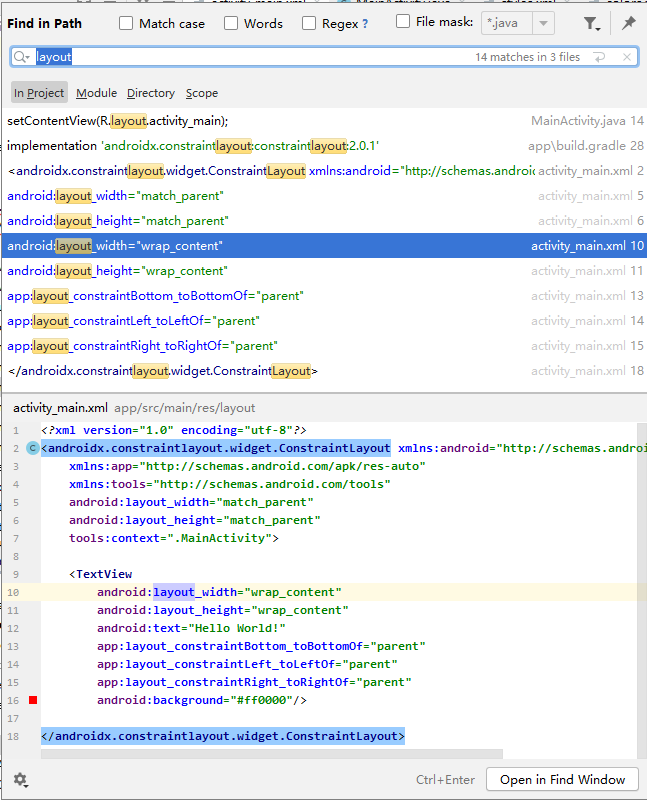 Find in Path Match case Words Regex ? File mask: *.java
layout 14 matches in 3 files
In Project Module Directory Scope
setContentView(R.layout.activity_main); MainActivity.java 14
implementation 'androidx.constraintlayout:constraintlayout:2.0.1' app\build.gradle 28
<androidx.constraintlayout.widget.ConstraintLayout xmlns:android="http://schemas.android activity_main.xml 2
android:layout_width="match_parent" activity_main.xml 5
android:layout_height="match_parent" activity_main.xml 6
android:layout_width="wrap_content" activity_main.xml 10
android:layout_height="wrap_content" activity_main.xml 11
app:layout_constraintBottom_toBottomOf="parent" activity_main.xml 13
app:layout_constraintLeft_toLeftOf="parent" activity_main.xml 14
app:layout_constraintRight_toRightOf="parent" activity_main.xml 15
</androidx.constraintlayout.widget.ConstraintLayout> activity_main.xml 18
activity_main.xml app/src/main/res/layout
1 <?xml version="1.0" encoding="utf-8"?>
2 C <androidx.constraintlayout.widget.ConstraintLayout xmlns:android="http://schemas.andro
3 xmlns:app="http://schemas.android.com/apk/res-auto"
4 xmlns:tools="http://schemas.android.com/tools"
5 android:layout_width="match_parent"
6 android:layout_height="match_parent"
7 tools:context=".MainActivity">
8
9 <TextView
10 android:layout_width="wrap_content"
11 android:layout_height="wrap_content"
12 android:text="Hello World!"
13 app:layout_constraintBottom_toBottomOf="parent"
14 app:layout_constraintLeft_toLeftOf="parent"
15 app:layout_constraintRight_toRightOf="parent"
16 android:background="#ff0000"/>
17
18 </androidx.constraintlayout.widget.ConstraintLayout>
Ctrl+Enter Open in Find Window